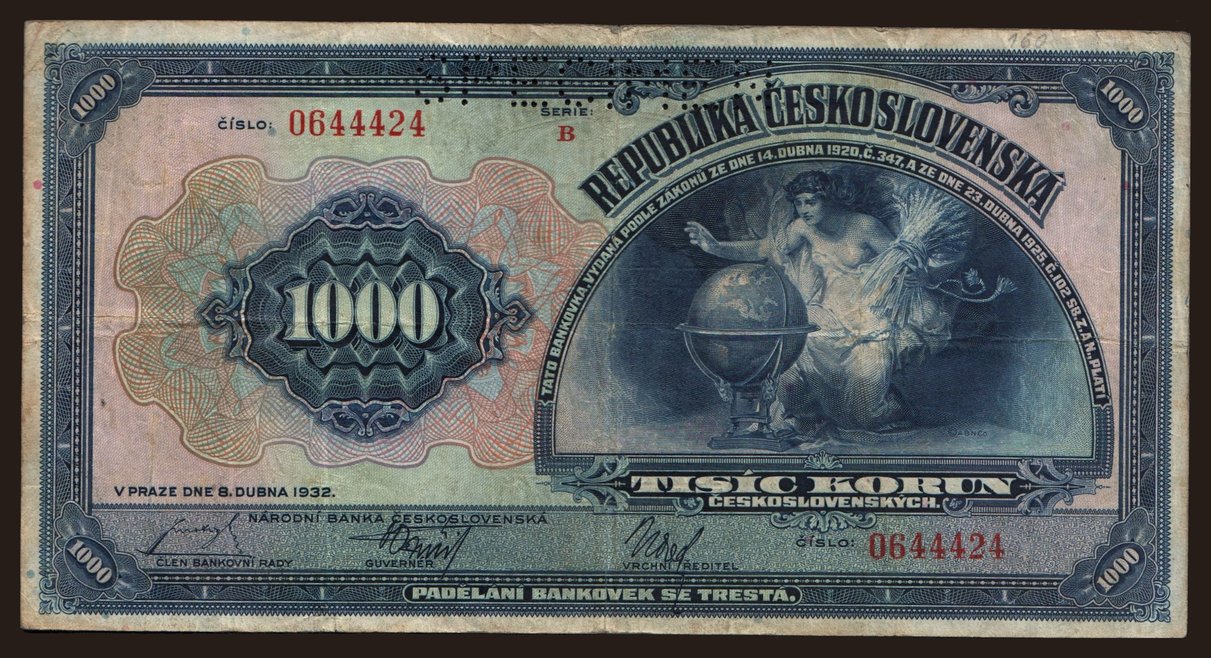 160
SPECIMEN
1000
1000
ČÍSLO: 0644424
SERIE:
B
REPUBLIKA ČESKOSLOVENSKÁ
TATO BANKOVKA, VYDANÁ PODLE ZÁKONŮ ZE DNE 14. DUBNA 1920, Č. 347, A ZE DNE 23. DUBNA 1925, Č. 102 SB. Z. A N., PLATÍ
1000
TISÍC KORUN
ČESKOSLOVENSKÝCH.
V PRAZE DNE 8. DUBNA 1932.
NÁRODNÍ BANKA ČESKOSLOVENSKÁ
ČÍSLO: 0644424
ČLEN BANKOVNÍ RADY
GUVERNÉR
VRCHNÍ ŘEDITEL
1000
1000
PADĚLÁNÍ BANKOVEK SE TRESTÁ.